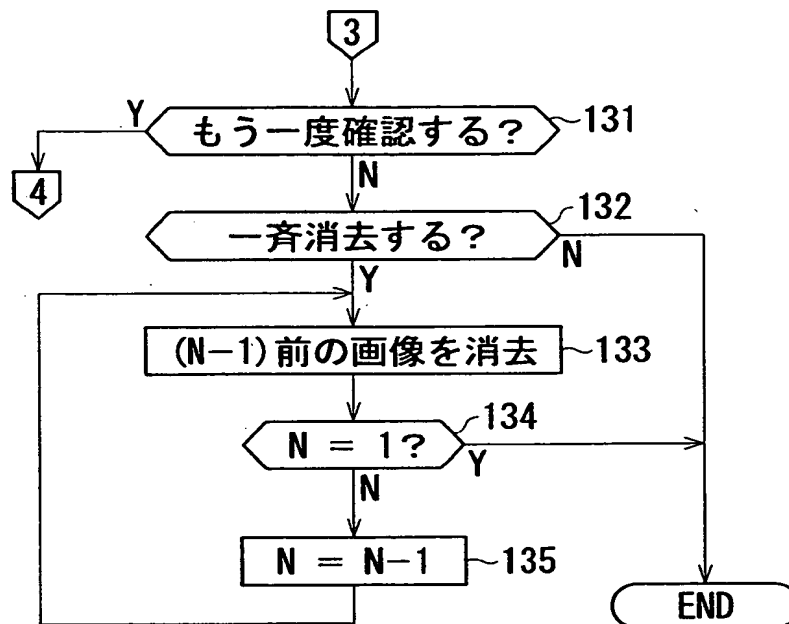 3
Y
もう一度確認する？
131
4
N
132
一斉消去する？
N
Y
(N-1)前の画像を消去
133
134
N = 1?
Y
N
N = N-1
135
END